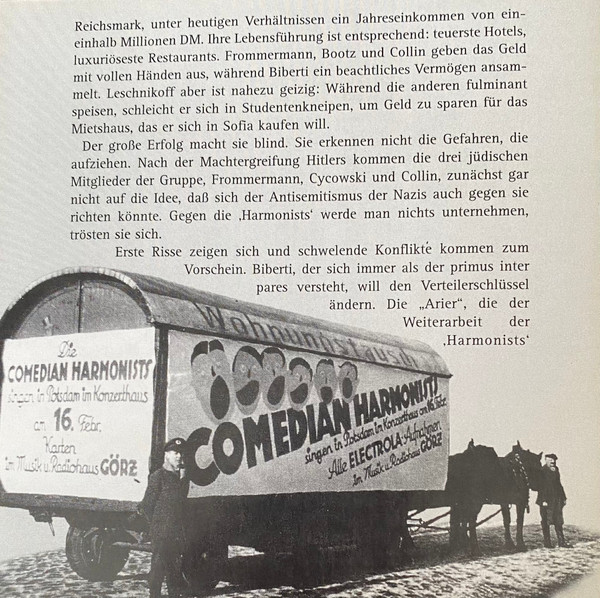 Reichsmark, unter heutigen Verhältnissen ein Jahreseinkommen von ein-
einhalb Millionen DM. Ihre Lebensführung ist entsprechend: teuerste Hotels,
luxuriöseste Restaurants. Frommermann, Bootz und Collin geben das Geld
mit vollen Händen aus, während Biberti ein beachtliches Vermögen ansam-
melt. Leschnikoff aber ist nahezu geizig: Während die anderen fulminant
speisen, schleicht er sich in Studentenkneipen, um Geld zu sparen für das
Mietshaus, das er sich in Sofia kaufen will.
Der große Erfolg macht sie blind. Sie erkennen nicht die Gefahren, die
aufziehen. Nach der Machtergreifung Hitlers kommen die drei jüdischen
Mitglieder der Gruppe, Frommermann, Cycowski und Collin, zunächst gar
nicht auf die Idee, daß sich der Antisemitismus der Nazis auch gegen sie
richten könnte. Gegen die ‚Harmonists‘ werde man nichts unternehmen,
trösten sie sich.
Erste Risse zeigen sich und schwelende Konflikte kommen zum
Vorschein. Biberti, der sich immer als der primus inter
pares versteht, will den Verteilerschlüssel
ändern. Die „Arier“, die der
Weiterarbeit der
‚Harmonists‘
Wohnungstausch
Die
COMEDIAN HARMONISTS
singen in Potsdam im Konzerthaus
am 16. Febr.
Karten
im Musik u. Radiohaus GÖRZ
COMEDIAN HARMONISTS
singen in Potsdam im Konzerthaus am 16. Febr.
Alle ELECTROLA-Aufnahmen
im Musik u. Radiohaus GÖRZ